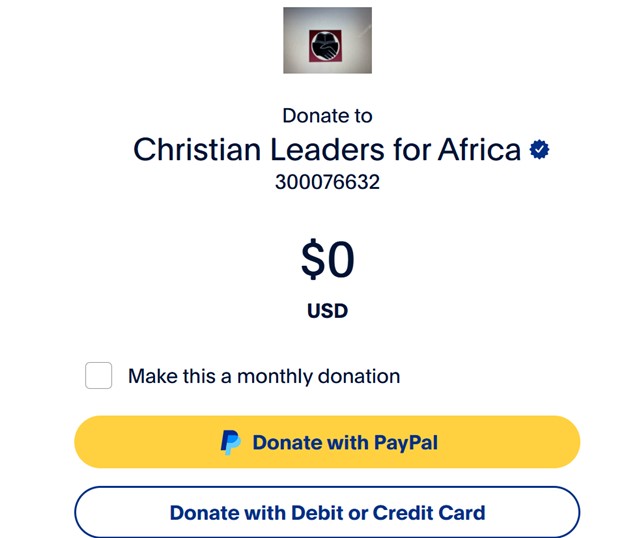 Donate to
Christian Leaders for Africa
300076632
$0
USD
Make this a monthly donation
Donate with PayPal
Donate with Debit or Credit Card